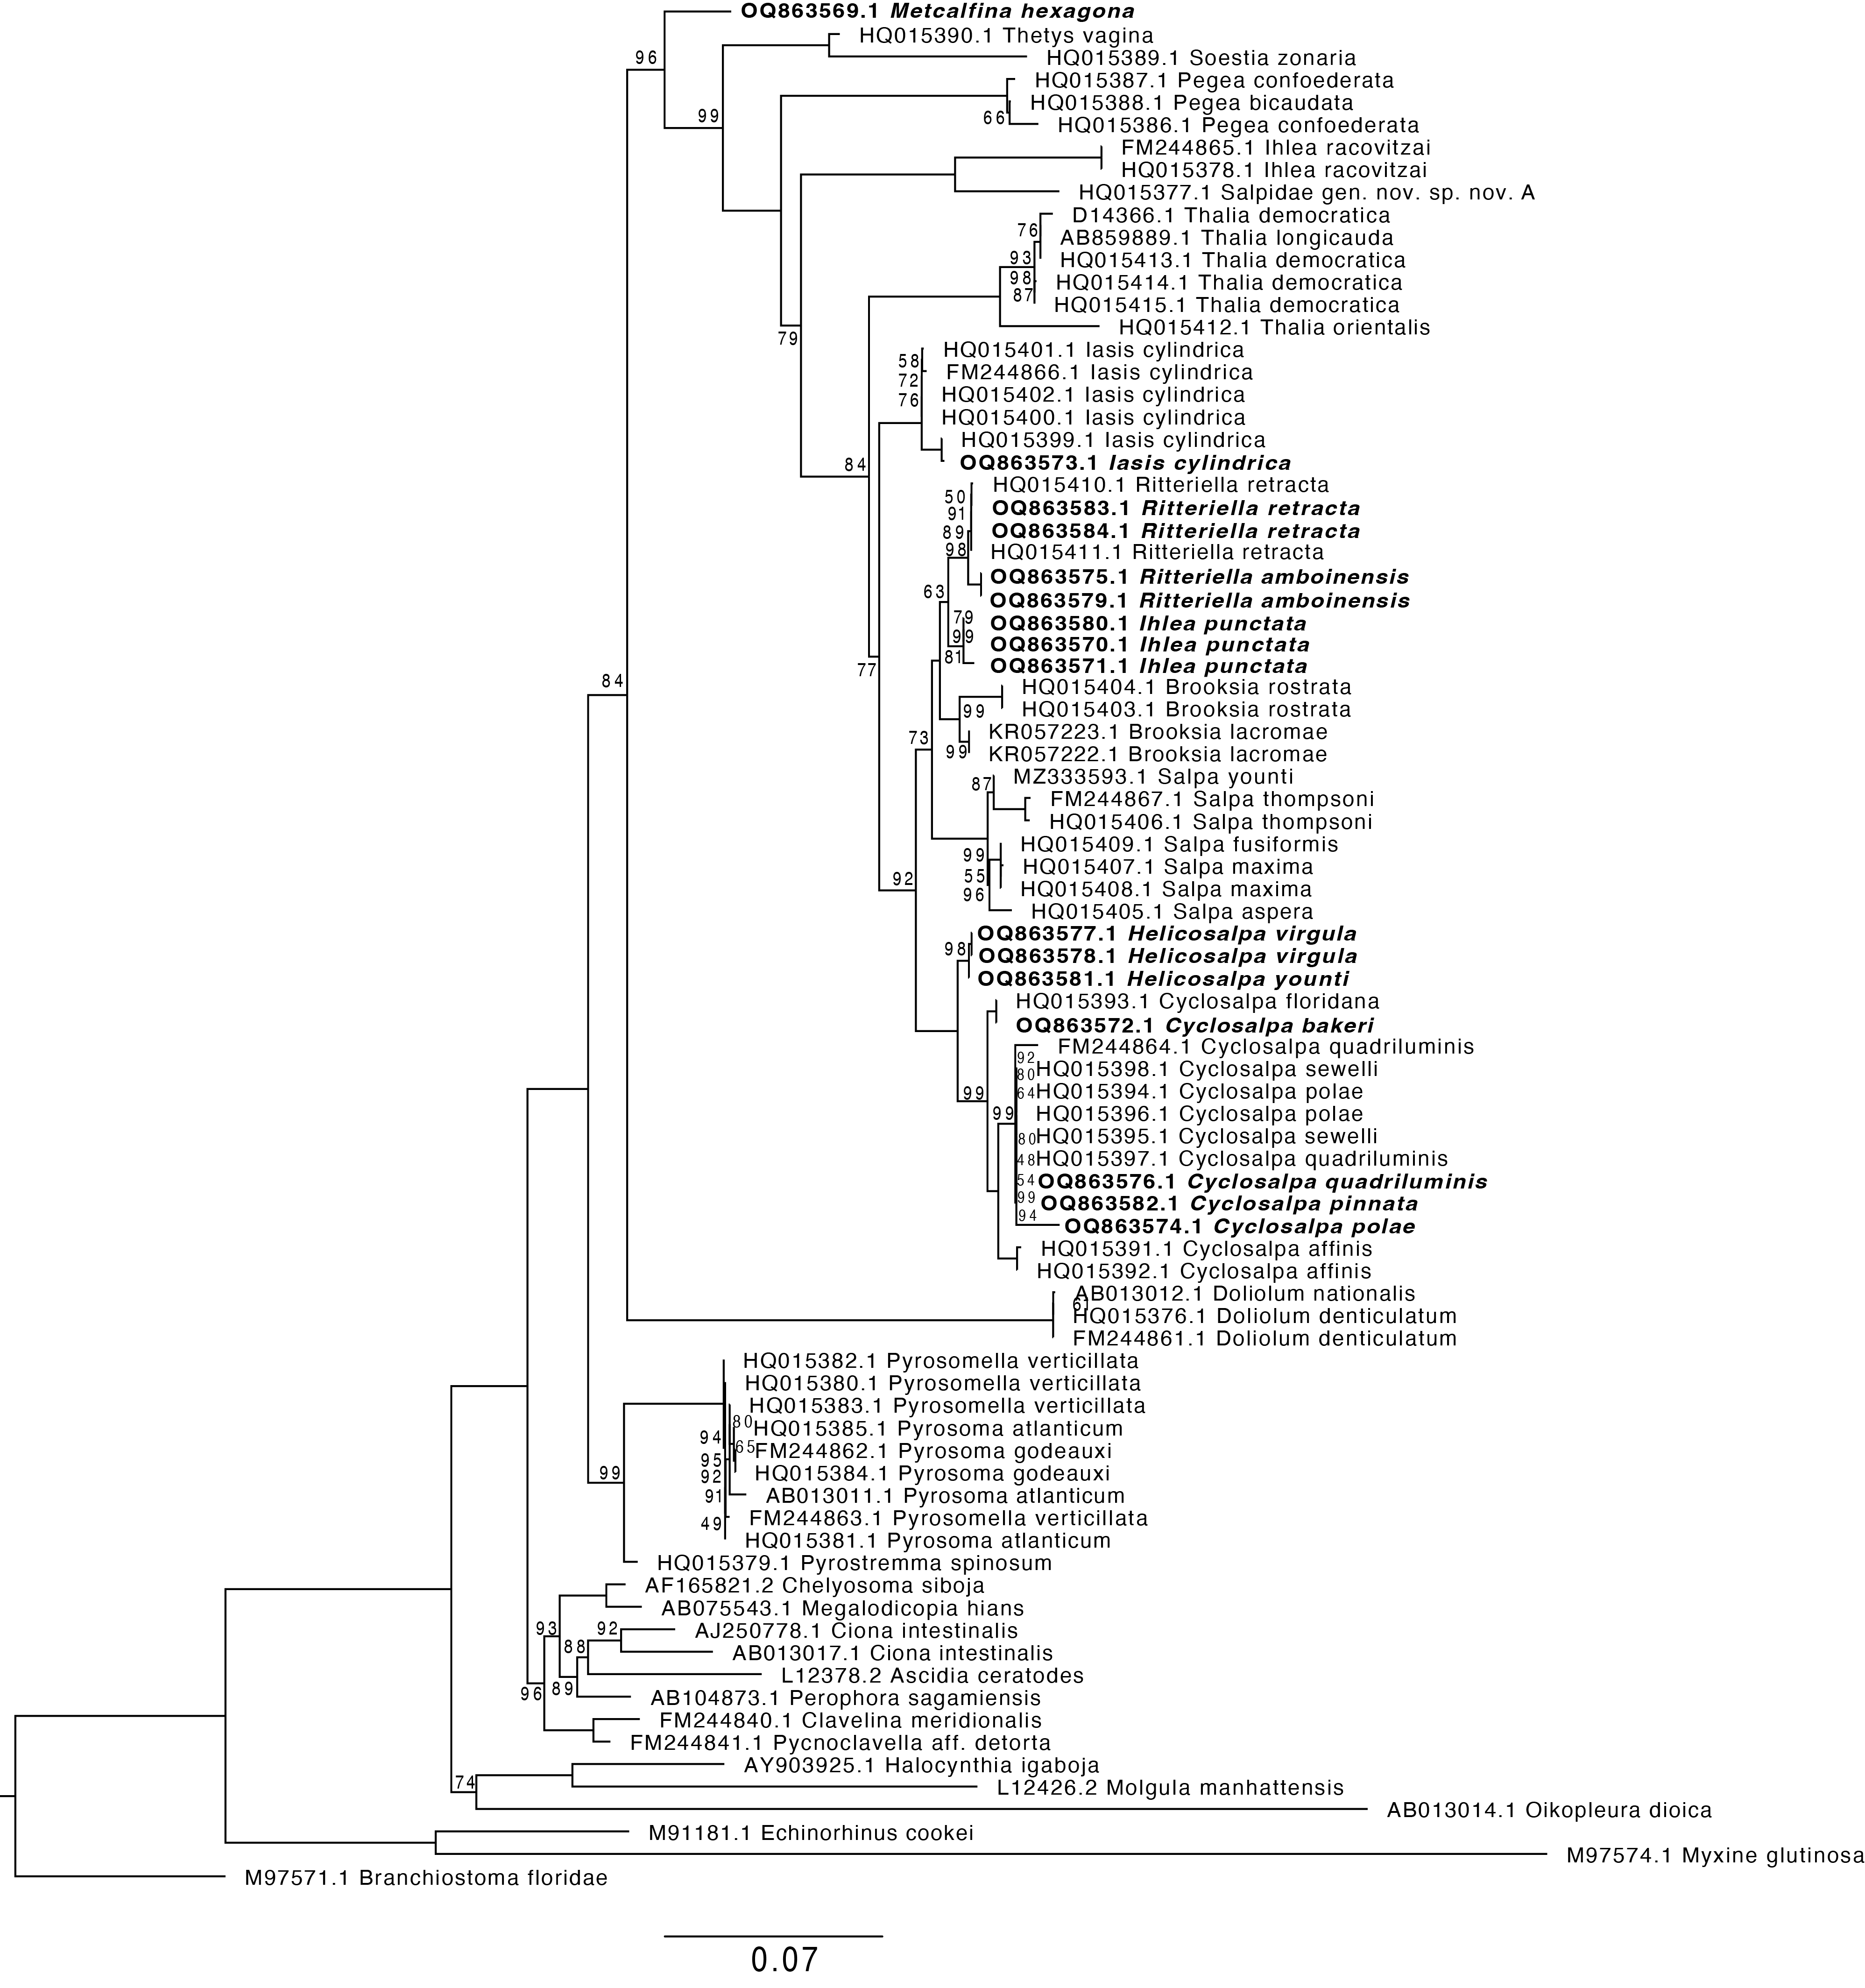 OQ863569.1 Metcalfina hexagona
HQ015390.1 Thetys vagina
96
HQ015389.1 Soestia zonaria
HQ015387.1 Pegea confoederata
HQ015388.1 Pegea bicaudata
99
66
HQ015386.1 Pegea confoederata
FM244865.1 Ihlea racovitzai
HQ015378.1 Ihlea racovitzai
HQ015377.1 Salpidae gen. nov. sp. nov. A
D14366.1 Thalia democratica
76
AB859889.1 Thalia longicauda
93
HQ015413.1 Thalia democratica
98
HQ015414.1 Thalia democratica
87
HQ015415.1 Thalia democratica
HQ015412.1 Thalia orientalis
79
HQ015401.1 Iasis cylindrica
58
FM244866.1 Iasis cylindrica
72
HQ015402.1 Iasis cylindrica
76
HQ015400.1 Iasis cylindrica
HQ015399.1 Iasis cylindrica
84
OQ863573.1 Iasis cylindrica
HQ015410.1 Ritteriella retracta
50
OQ863583.1 Ritteriella retracta
91
OQ863584.1 Ritteriella retracta
89
98
HQ015411.1 Ritteriella retracta
OQ863575.1 Ritteriella amboinensis
63
OQ863579.1 Ritteriella amboinensis
79
OQ863580.1 Ihlea punctata
99
OQ863570.1 Ihlea punctata
81
OQ863571.1 Ihlea punctata
77
84
HQ015404.1 Brooksia rostrata
99
HQ015403.1 Brooksia rostrata
KR057223.1 Brooksia lacromae
73
99
KR057222.1 Brooksia lacromae
MZ333593.1 Salpa younti
87
FM244867.1 Salpa thompsoni
HQ015406.1 Salpa thompsoni
HQ015409.1 Salpa fusiformis
99
HQ015407.1 Salpa maxima
55
92
HQ015408.1 Salpa maxima
96
HQ015405.1 Salpa aspera
OQ863577.1 Helicosalpa virgula
98
OQ863578.1 Helicosalpa virgula
OQ863581.1 Helicosalpa younti
HQ015393.1 Cyclosalpa floridana
OQ863572.1 Cyclosalpa bakeri
FM244864.1 Cyclosalpa quadriluminis
92
HQ015398.1 Cyclosalpa sewelli
80
99
64
HQ015394.1 Cyclosalpa polae
99
HQ015396.1 Cyclosalpa polae
80
HQ015395.1 Cyclosalpa sewelli
48
HQ015397.1 Cyclosalpa quadriluminis
54
OQ863576.1 Cyclosalpa quadriluminis
99
OQ863582.1 Cyclosalpa pinnata
94
OQ863574.1 Cyclosalpa polae
HQ015391.1 Cyclosalpa affinis
HQ015392.1 Cyclosalpa affinis
AB013012.1 Doliolum nationalis
61
HQ015376.1 Doliolum denticulatum
FM244861.1 Doliolum denticulatum
HQ015382.1 Pyrosomella verticillata
HQ015380.1 Pyrosomella verticillata
HQ015383.1 Pyrosomella verticillata
80
HQ015385.1 Pyrosoma atlanticum
94
65
FM244862.1 Pyrosoma godeauxi
95
99
92
HQ015384.1 Pyrosoma godeauxi
91
AB013011.1 Pyrosoma atlanticum
49
FM244863.1 Pyrosomella verticillata
HQ015381.1 Pyrosoma atlanticum
HQ015379.1 Pyrostremma spinosum
AF165821.2 Chelyosoma siboja
AB075543.1 Megalodicopia hians
93
92
AJ250778.1 Ciona intestinalis
88
AB013017.1 Ciona intestinalis
L12378.2 Ascidia ceratodes
96
89
AB104873.1 Perophora sagamiensis
FM244840.1 Clavelina meridionalis
FM244841.1 Pycnoclavella aff. detorta
AY903925.1 Halocynthia igaboja
74
L12426.2 Molgula manhattensis
AB013014.1 Oikopleura dioica
M91181.1 Echinorhinus cookei
M97574.1 Myxine glutinosa
M97571.1 Branchiostoma floridae
0.07